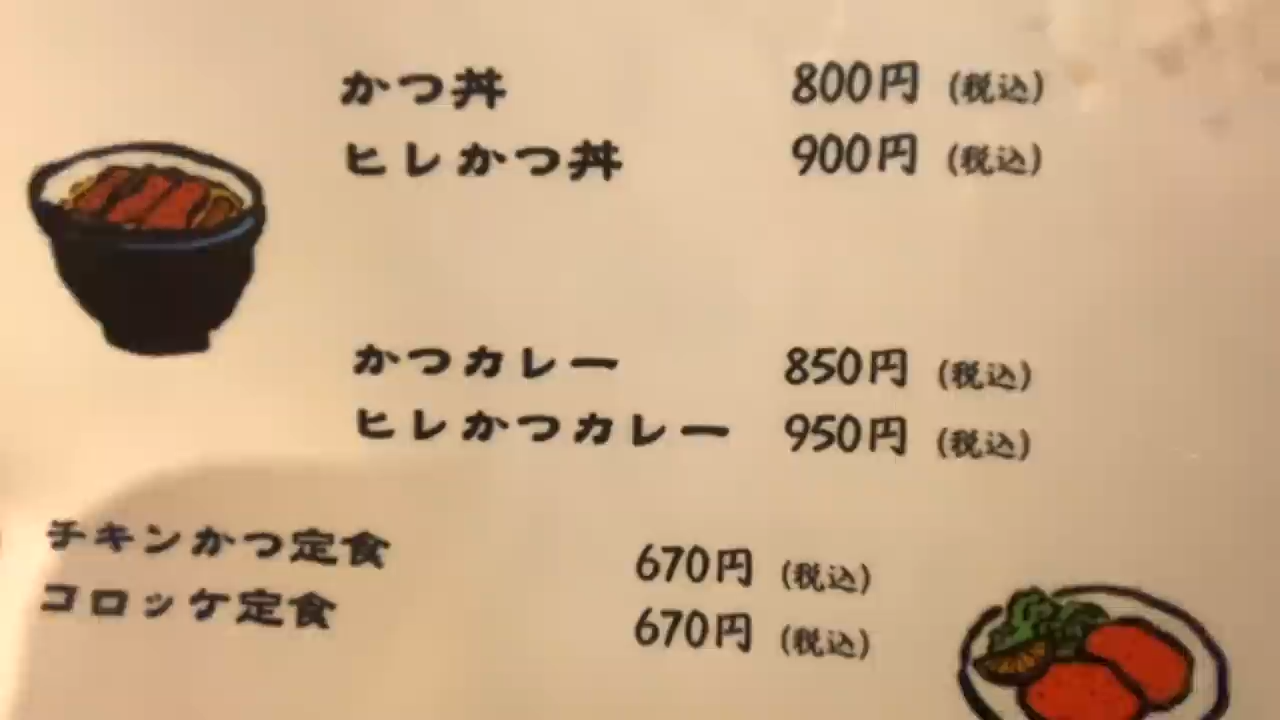 かつ丼 800円 (税込)
ヒレかつ丼 900円 (税込)
かつカレー 850円 (税込)
ヒレかつカレー 950円 (税込)
チキンかつ定食 670円 (税込)
コロッケ定食 670円 (税込)